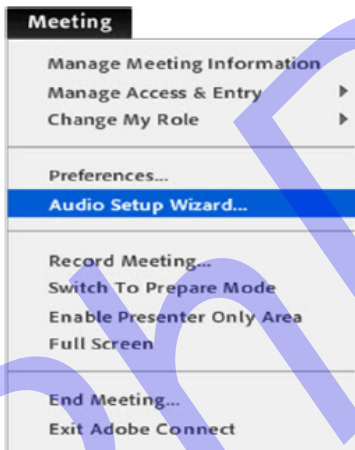 Meeting
Manage Meeting Information
Manage Access & Entry
Change My Role
Preferences...
Audio Setup Wizard...
Record Meeting...
Switch To Prepare Mode
Enable Presenter Only Area
Full Screen
End Meeting...
Exit Adobe Connect